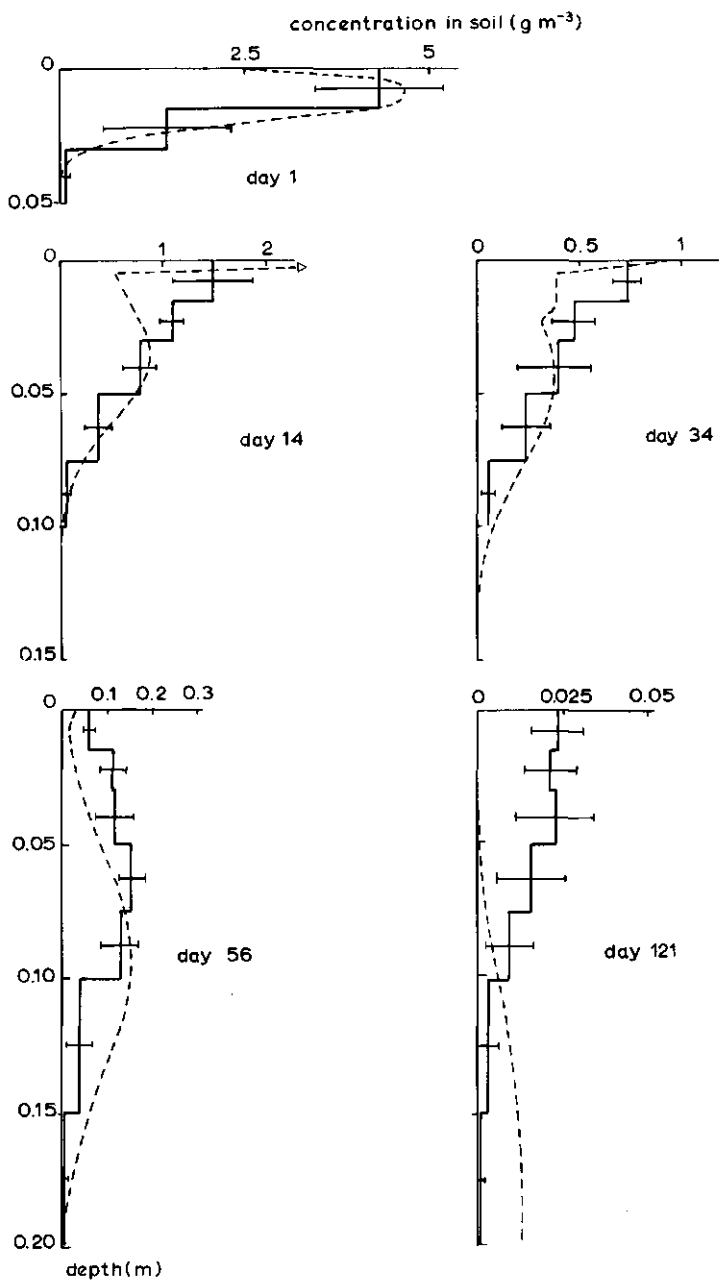 concentration in soil (g m⁻³)
0 2.5 5
0.05
day 1
0 1 2
0
0.05
0.10
0.15
day 14
0 0.5 1
day 34
0 0.1 0.2 0.3
0.05
0.10
0.15
0.20
day 56
0 0.025 0.05
day 121
depth (m)